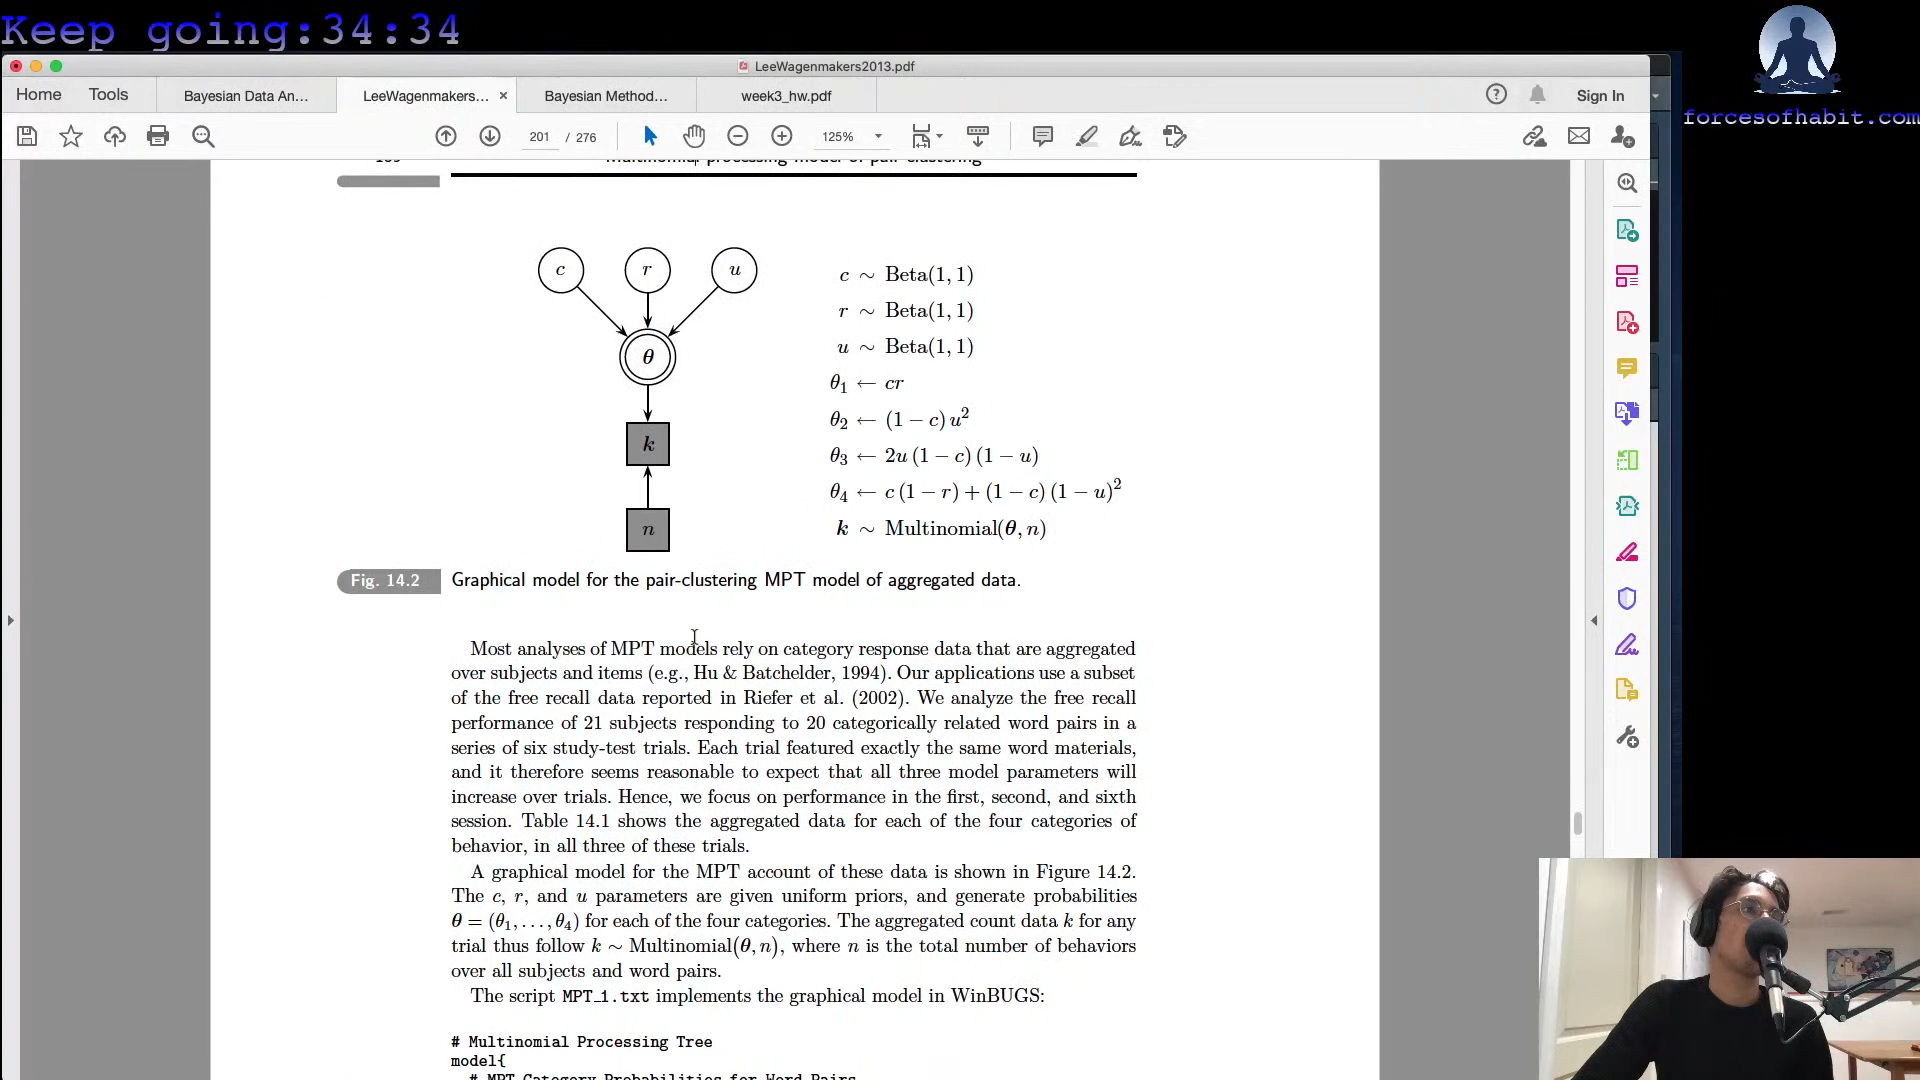 Keep going:34:34
forcesofhabit.com
LeeWagenmakers2013.pdf
Home Tools Bayesian Data An... LeeWagenmakers... × Bayesian Method... week3_hw.pdf Sign In
201 / 276 125%
Multinomial processing model of pair clustering
c r u
θ
k
n
c ∼ Beta(1, 1)
r ∼ Beta(1, 1)
u ∼ Beta(1, 1)
θ1 ← cr
θ2 ← (1 − c) u²
θ3 ← 2u (1 − c) (1 − u)
θ4 ← c (1 − r) + (1 − c) (1 − u)²
k ∼ Multinomial(θ, n)
Fig. 14.2 Graphical model for the pair-clustering MPT model of aggregated data.
Most analyses of MPT models rely on category response data that are aggregated
over subjects and items (e.g., Hu & Batchelder, 1994). Our applications use a subset
of the free recall data reported in Riefer et al. (2002). We analyze the free recall
performance of 21 subjects responding to 20 categorically related word pairs in a
series of six study-test trials. Each trial featured exactly the same word materials,
and it therefore seems reasonable to expect that all three model parameters will
increase over trials. Hence, we focus on performance in the first, second, and sixth
session. Table 14.1 shows the aggregated data for each of the four categories of
behavior, in all three of these trials.
A graphical model for the MPT account of these data is shown in Figure 14.2.
The c, r, and u parameters are given uniform priors, and generate probabilities
θ = (θ1, . . . , θ4) for each of the four categories. The aggregated count data k for any
trial thus follow k ∼ Multinomial(θ, n), where n is the total number of behaviors
over all subjects and word pairs.
The script MPT_1.txt implements the graphical model in WinBUGS:
# Multinomial Processing Tree
model{
# MPT Category Probabilities for Word Pairs